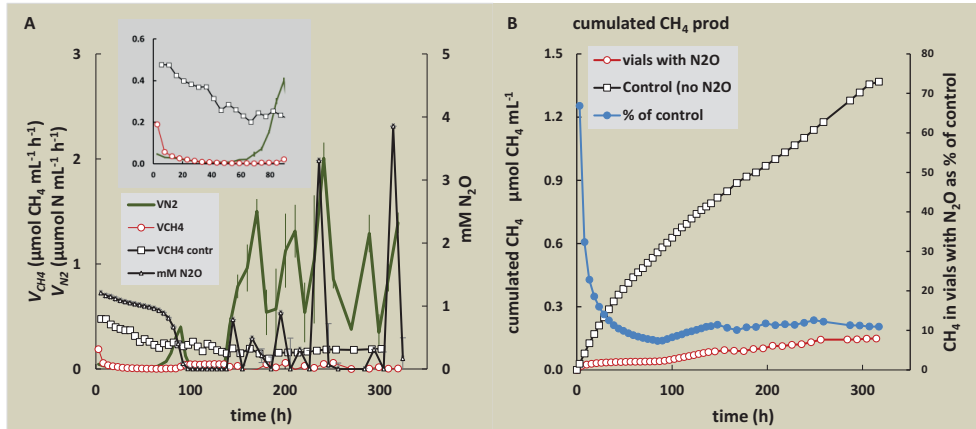 A
3
2
1
0
V_CH4 (µmol CH4 mL⁻¹ h⁻¹)
V_N2 (µmol N mL⁻¹ h⁻¹)
0.6
0.4
0.2
0.0
0 20 40 60 80
VN2
VCH4
VCH4 contr
mM N2O
5
4
3
2
1
0
mM N₂O
0 100 200 300
time (h)
B cumulated CH₄ prod
1.5
1.2
0.9
0.6
0.3
0.0
cumulated CH₄ µmol CH₄ mL⁻¹
vials with N2O
Control (no N2O
% of control
80
70
60
50
40
30
20
10
0
CH₄ in vials with N₂O as % of control
0 100 200 300
time (h)